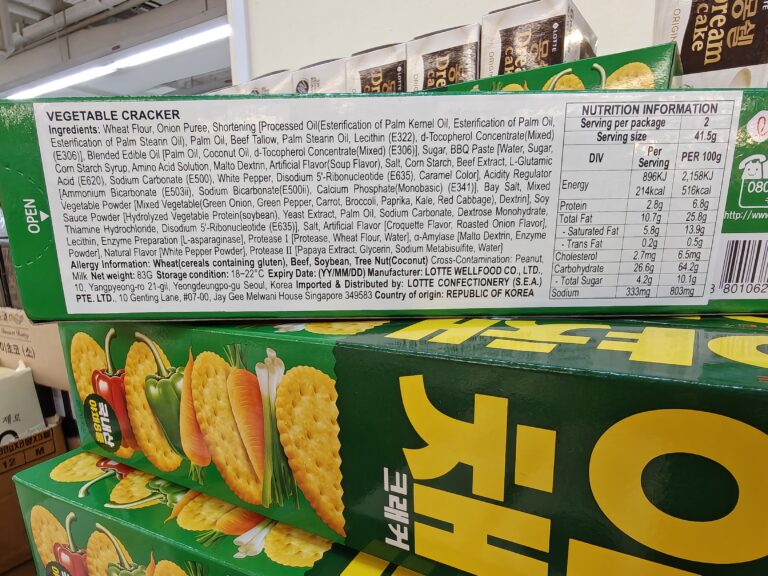 Dream cake
LOTTE
몽쉘
VEGETABLE CRACKER
Ingredients: Wheat Flour, Onion Puree, Shortening [Processed Oil(Esterification of Palm Kernel Oil, Esterification of Palm Oil,
Esterification of Palm Stearin Oil), Palm Oil, Beef Tallow, Palm Stearin Oil, Lecithin (E322), d-Tocopherol Concentrate(Mixed)
(E306)], Blended Edible Oil [Palm Oil, Coconut Oil, d-Tocopherol Concentrate(Mixed) (E306)], Sugar, BBQ Paste [Water, Sugar,
Corn Starch Syrup, Amino Acid Solution, Malto Dextrin, Artificial Flavor(Soup Flavor), Salt, Corn Starch, Beef Extract, L-Glutamic
Acid (E620), Sodium Carbonate (E500), White Pepper, Disodium 5'-Ribonucleotide (E635), Caramel Color], Acidity Regulator
[Ammonium Bicarbonate (E503ii), Sodium Bicarbonate(E500ii), Calcium Phosphate(Monobasic) (E341)], Bay Salt, Mixed
Vegetable Powder [Mixed Vegetable(Green Onion, Green Pepper, Carrot, Broccoli, Paprika, Kale, Red Cabbage), Dextrin], Soy
Sauce Powder [Hydrolyzed Vegetable Protein(soybean), Yeast Extract, Palm Oil, Sodium Carbonate, Dextrose Monohydrate,
Thiamine Hydrochloride, Disodium 5'-Ribonucleotide (E635)], Salt, Artificial Flavor [Croquette Flavor, Roasted Onion Flavor],
Lecithin, Enzyme Preparation [L-asparaginase], Protease I [Protease, Wheat Flour, Water], α-Amylase [Malto Dextrin, Enzyme
Powder], Natural Flavor [White Pepper Powder], Protease II [Papaya Extract, Glycerin, Sodium Metabisulfite, Water]
Allergy Information: Wheat(cereals containing gluten), Beef, Soybean, Tree Nut(Coconut) Cross-Contamination: Peanut,
Milk Net weight: 83G Storage condition: 18~22°C Expiry Date: (YY/MM/DD) Manufacturer: LOTTE WELLFOOD CO., LTD.,
10, Yangpyeong-ro 21-gil, Yeongdeungpo-gu Seoul, Korea Imported & Distributed by: LOTTE CONFECTIONERY (S.E.A.)
PTE. LTD., 10 Genting Lane, #07-00, Jay Gee Melwani House Singapore 349583 Country of origin: REPUBLIC OF KOREA
NUTRITION INFORMATION
Serving per package 2
Serving size 41.5g
DIV Per Serving PER 100g
Energy 896KJ 2,158KJ
214kcal 516kcal
Protein 2.8g 6.8g
Total Fat 10.7g 25.8g
- Saturated Fat 5.8g 13.9g
- Trans Fat 0.2g 0.5g
Cholesterol 2.7mg 6.5mg
Carbohydrate 26.6g 64.2g
- Total Sugar 4.2g 10.1g
Sodium 333mg 803mg
OPEN
080
http://www
8 801062
야채
크래커